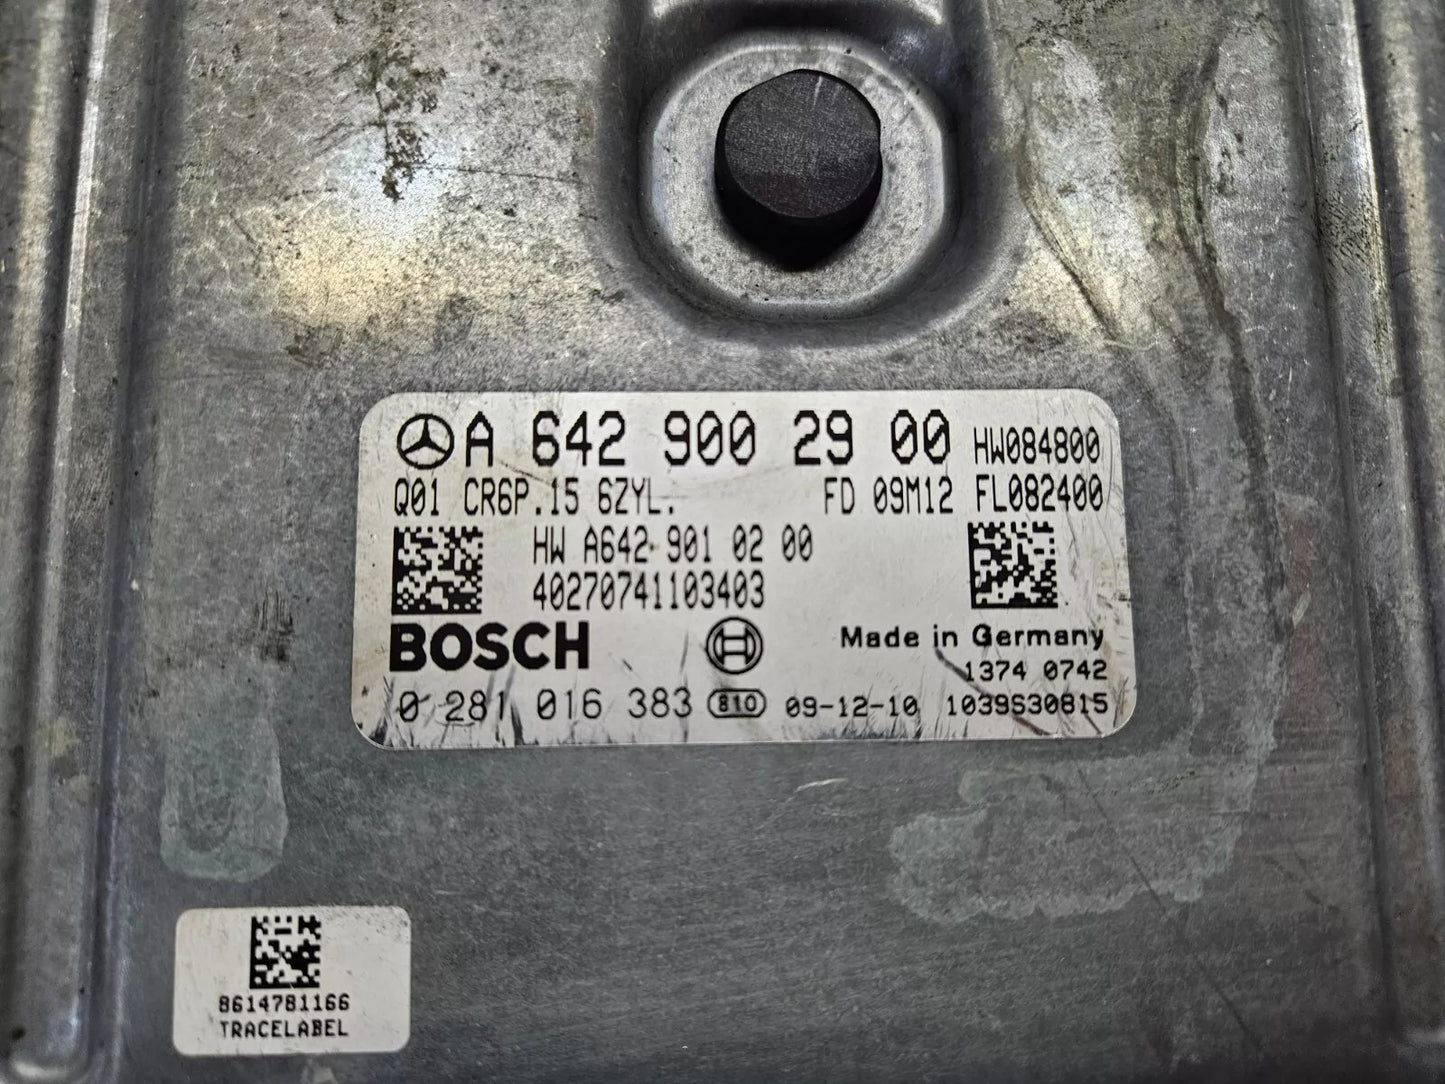 A 642 900 29 00 HW084800
Q01 CR6P.15 6ZYL. FD 09M12 FL082400
HW A642 901 02 00
40270741103403
BOSCH Made in Germany
1374 0742
0 281 016 383 810 09-12-10 1039S30815
8614781166
TRACELABEL